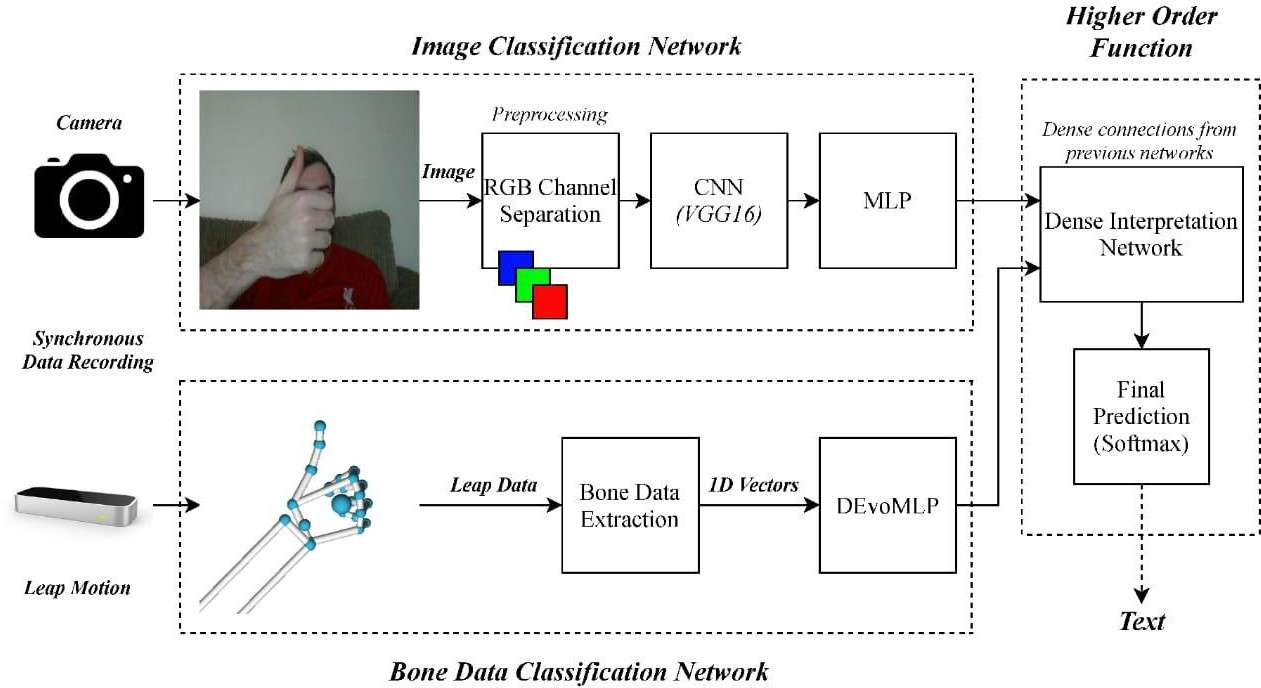 Higher Order
Function
Image Classification Network
Camera
Preprocessing
Image
RGB Channel
Separation
CNN
(VGG16)
MLP
Dense connections from
previous networks
Dense Interpretation
Network
Synchronous
Data Recording
Final
Prediction
(Softmax)
Leap Data
Bone Data
Extraction
1D Vectors
DEvoMLP
Leap Motion
Text
Bone Data Classification Network